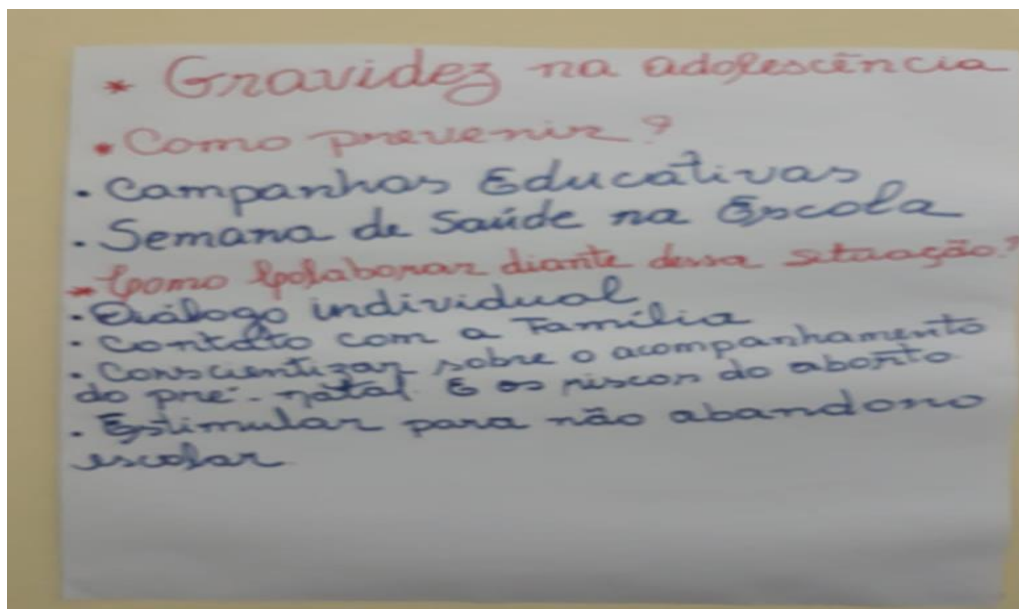 * Gravidez na adolescência
• Como prevenir?
• Campanhas Educativas
• Semana de Saúde na Escola
* Como Colaborar diante dessa situação?
• Diálogo individual
• Contato com a Família
• Conscientizar sobre o acompanhamento
do pré-natal E os riscos do aborto
• Estimular para não abandono
escolar